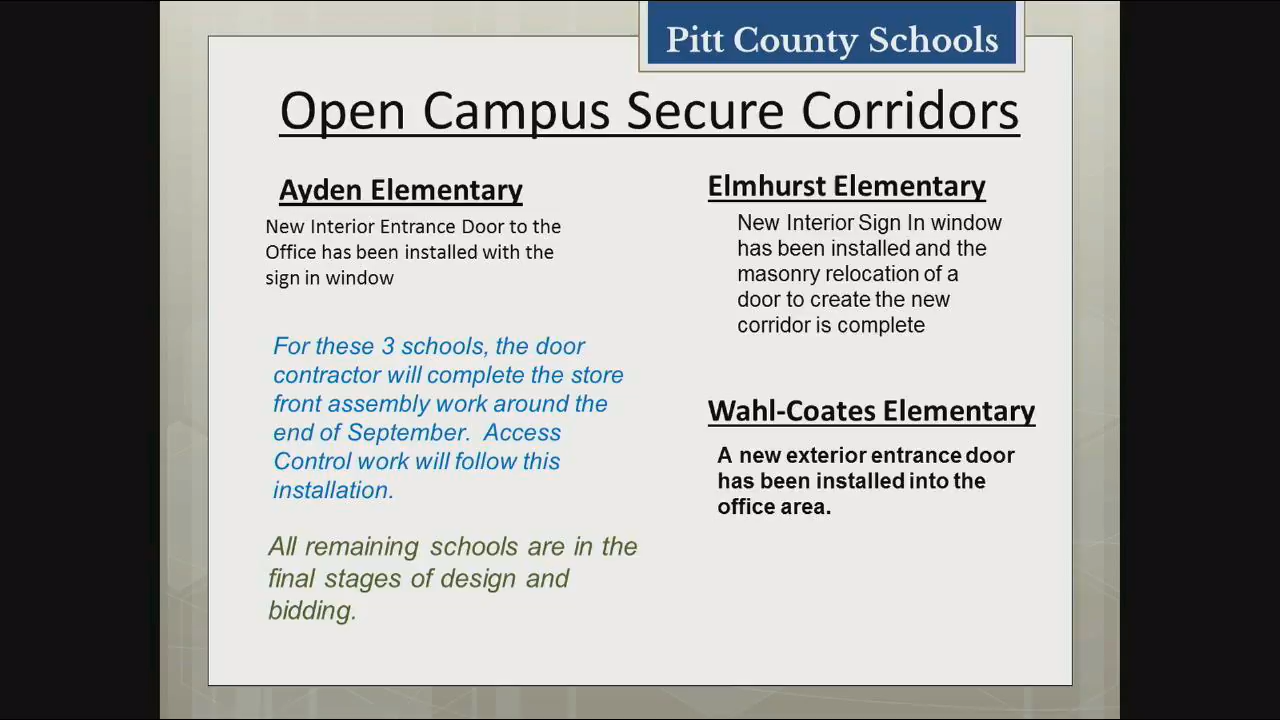 Pitt County Schools
Open Campus Secure Corridors
Ayden Elementary
New Interior Entrance Door to the
Office has been installed with the
sign in window
For these 3 schools, the door
contractor will complete the store
front assembly work around the
end of September. Access
Control work will follow this
installation.
All remaining schools are in the
final stages of design and
bidding.
Elmhurst Elementary
New Interior Sign In window
has been installed and the
masonry relocation of a
door to create the new
corridor is complete
Wahl-Coates Elementary
A new exterior entrance door
has been installed into the
office area.